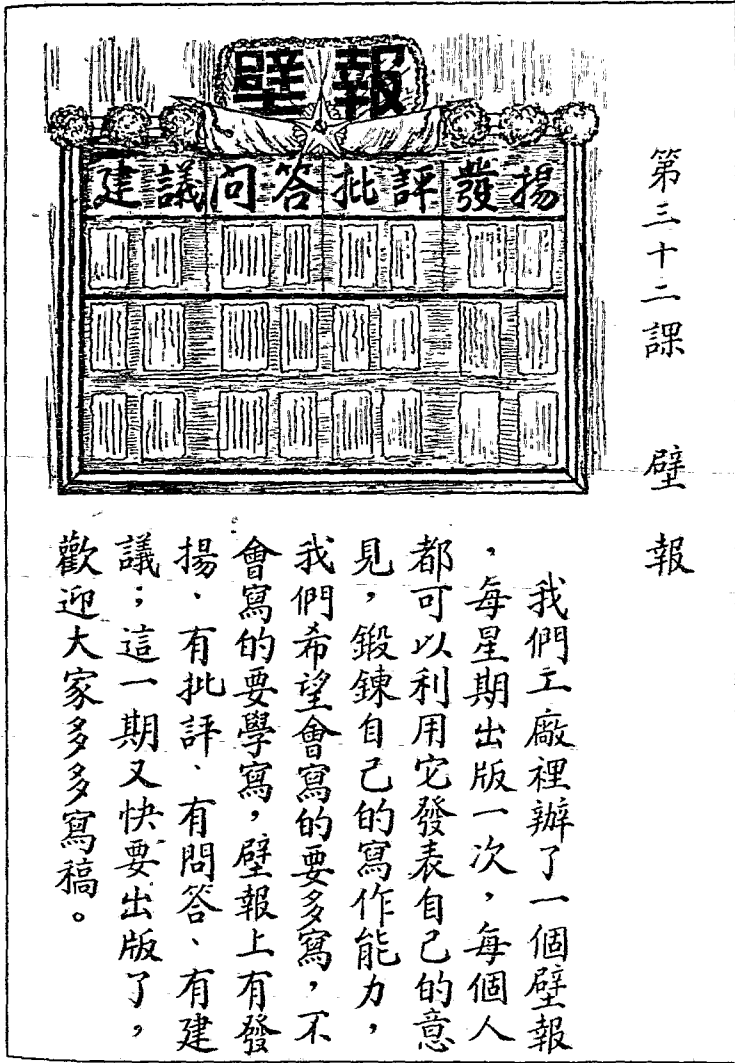 第三十二課 壁報
壁報
建議 问答 批評 發揚
我們工廠裡辦了一個壁報
，每星期出版一次，每個人
都可以利用它發表自己的意
見，鍛鍊自己的寫作能力，
我們希望會寫的要多寫，不
會寫的要學寫，壁報上有發
揚、有批評、有問答、有建
議；這一期又快要出版了，
歡迎大家多多寫稿。